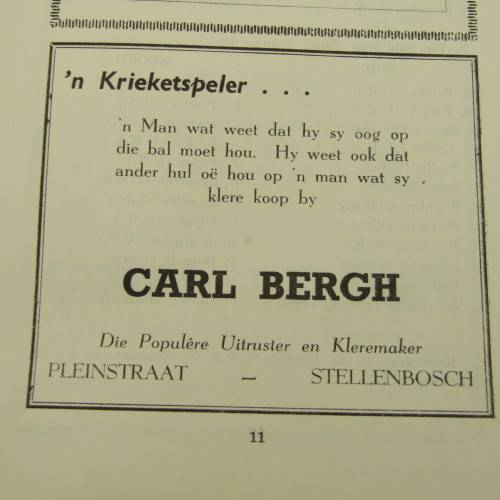 'n Krieketspeler . . .
'n Man wat weet dat hy sy oog op
die bal moet hou. Hy weet ook dat
ander hul oë hou op 'n man wat sy
klere koop by
CARL BERGH
Die Populêre Uitruster en Kleremaker
PLEINSTRAAT – STELLENBOSCH
11